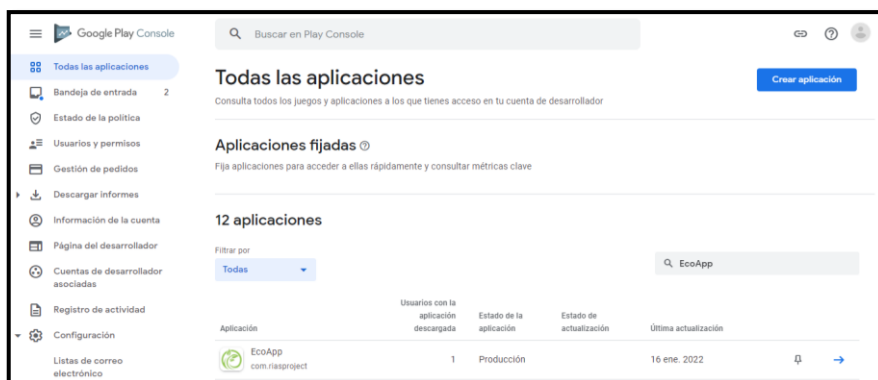 Google Play Console
Buscar en Play Console
Todas las aplicaciones
Bandeja de entrada 2
Estado de la política
Usuarios y permisos
Gestión de pedidos
Descargar informes
Información de la cuenta
Página del desarrollador
Cuentas de desarrollador
asociadas
Registro de actividad
Configuración
Listas de correo
electrónico
Todas las aplicaciones
Crear aplicación
Consulta todos los juegos y aplicaciones a los que tienes acceso en tu cuenta de desarrollador
Aplicaciones fijadas
Fija aplicaciones para acceder a ellas rápidamente y consultar métricas clave
12 aplicaciones
Filtrar por
Todas
EcoApp
Aplicación
Usuarios con la
aplicación
descargada
Estado de la
aplicación
Estado de
actualización
Última actualización
EcoApp
com.riasproject
1
Producción
16 ene. 2022